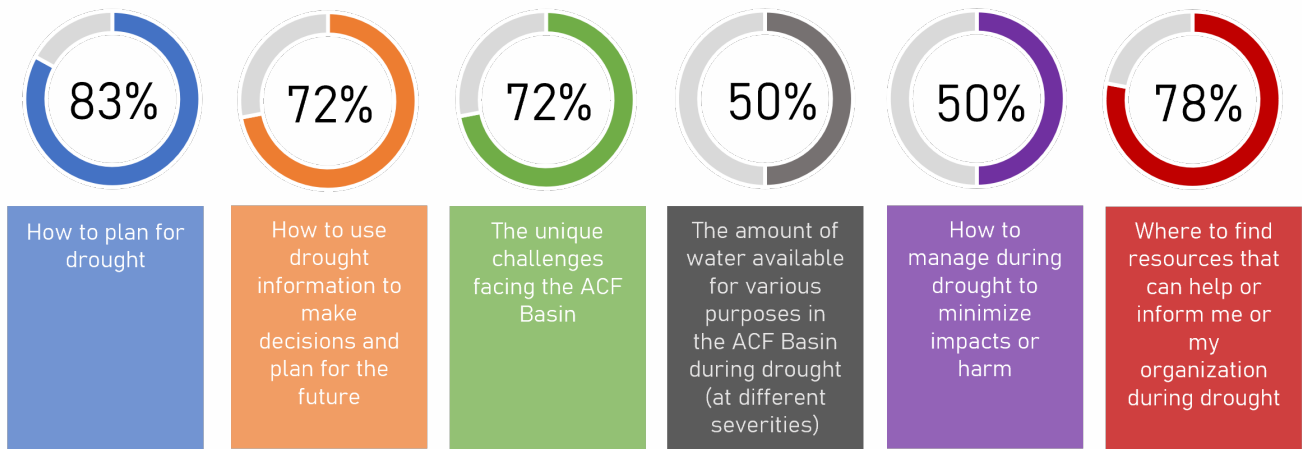 83%
72%
72%
50%
50%
78%
How to plan for
drought
How to use
drought
information to
make
decisions and
plan for the
future
The unique
challenges
facing the ACF
Basin
The amount of
water available
for various
purposes in
the ACF Basin
during drought
(at different
severities)
How to
manage during
drought to
minimize
impacts or
harm
Where to find
resources that
can help or
inform me or
my
organization
during drought